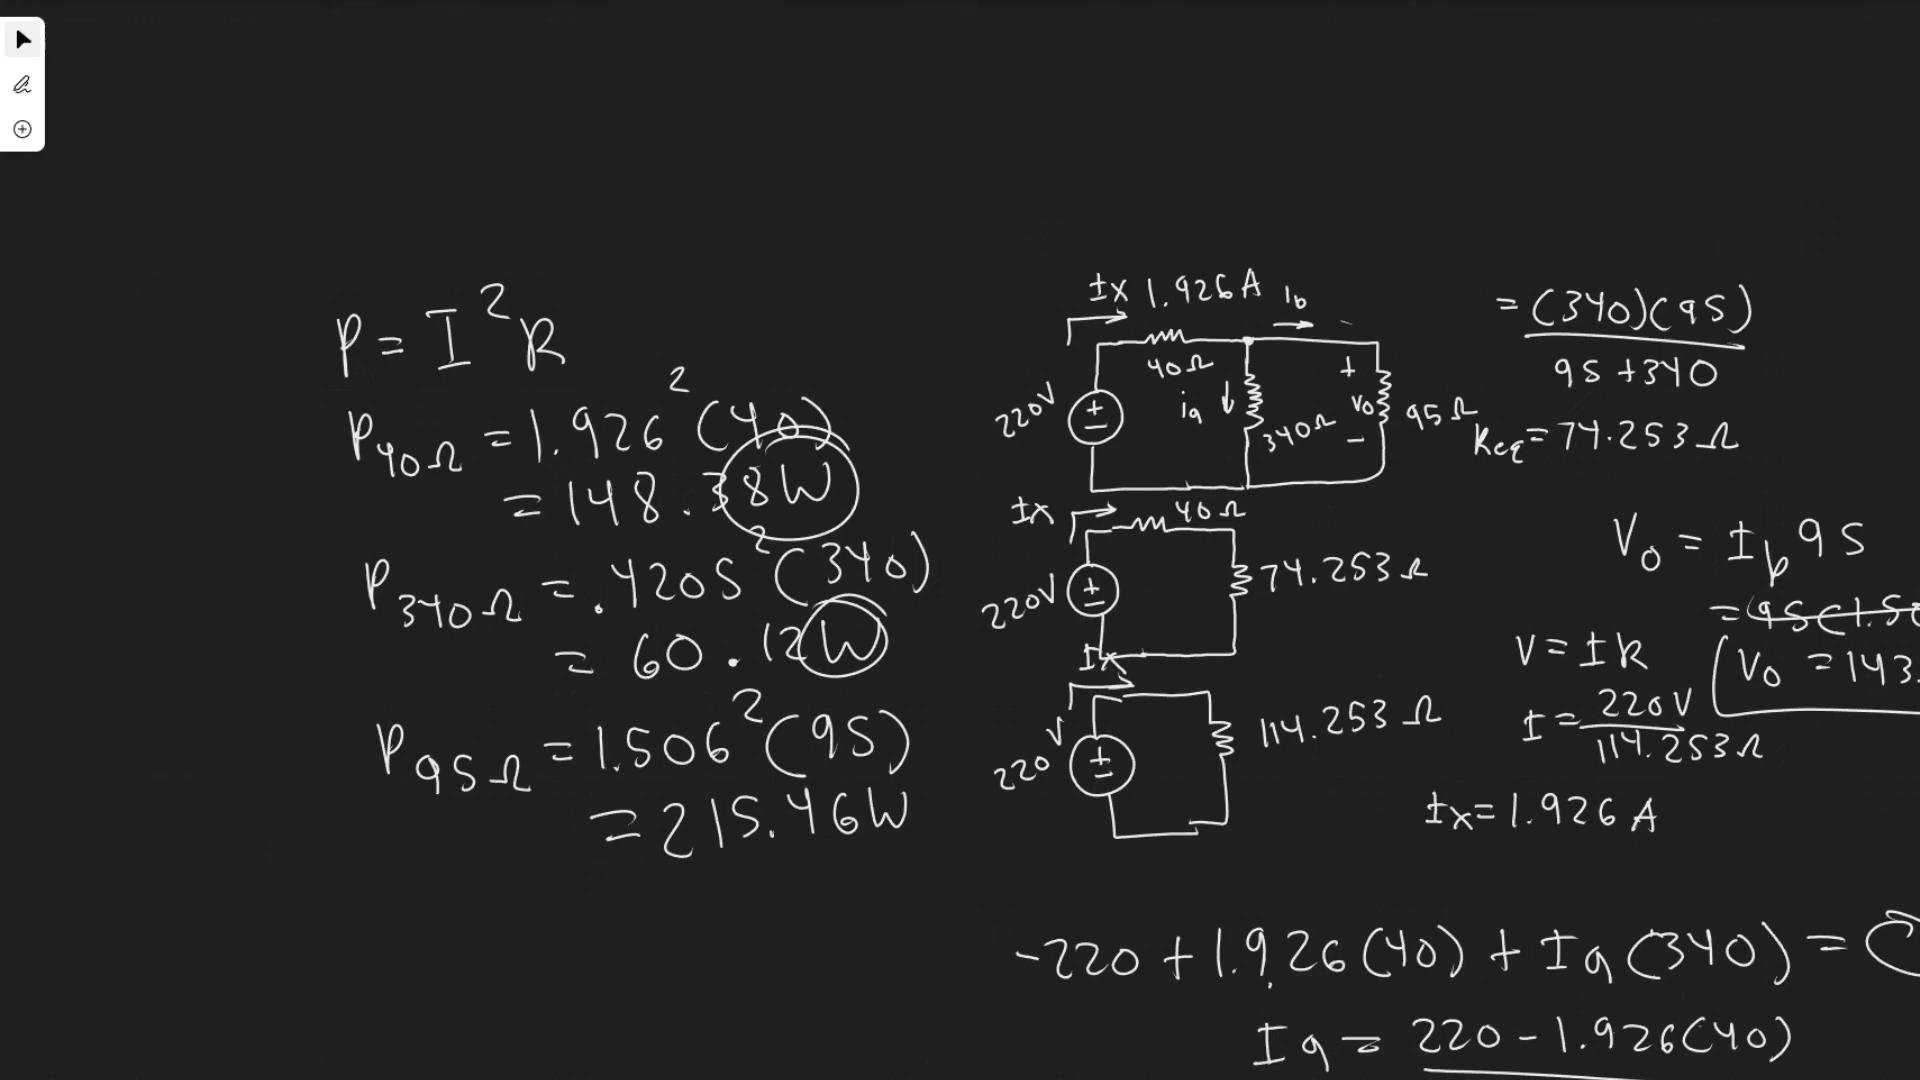 P = I²R
P40Ω = 1.926²(40)
= 148.38W
P340Ω = .4205²(340)
= 60.12W
P95Ω = 1.506²(95)
= 215.46W
Ix 1.926A Ib
40Ω
220V
+
-
ia
340Ω
+
Vo
-
95Ω
Ix 40Ω
220V
+
-
74.253Ω
Ix
220V
+
-
114.253Ω
= (340)(95)
95+340
Req = 74.253Ω
Vo = Ib 95
= 95(1.50
Vo = 143.
V = IR
I = 220V
114.253Ω
Ix = 1.926A
-220 + 1.926(40) + Ia(340) =
Ia = 220 - 1.926(40)